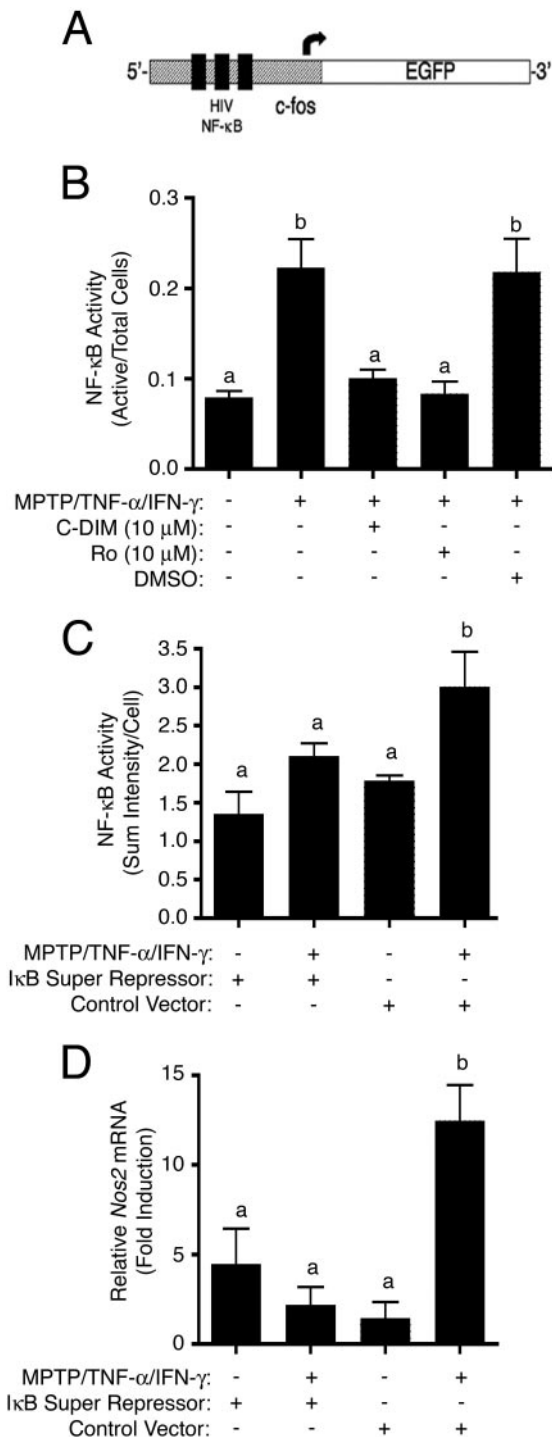 A
5'-
EGFP
-3'
HIV
NF-κB
c-fos
B
NF-κB Activity
(Active/Total Cells)
0.3
0.2
0.1
0.0
a
b
a
a
b
MPTP/TNF-α/IFN-γ: - + + + +
C-DIM (10 μM): - - + - -
Ro (10 μM): - - - + -
DMSO: - - - - +
C
NF-κB Activity
(Sum Intensity/Cell)
3.5
3.0
2.5
2.0
1.5
1.0
0.5
0.0
a
a
a
b
MPTP/TNF-α/IFN-γ: - + - +
IκB Super Repressor: + + - -
Control Vector: - - + +
D
Relative Nos2 mRNA
(Fold Induction)
15
10
5
0
a
a
a
b
MPTP/TNF-α/IFN-γ: - + - +
IκB Super Repressor: + + - -
Control Vector: - - + +